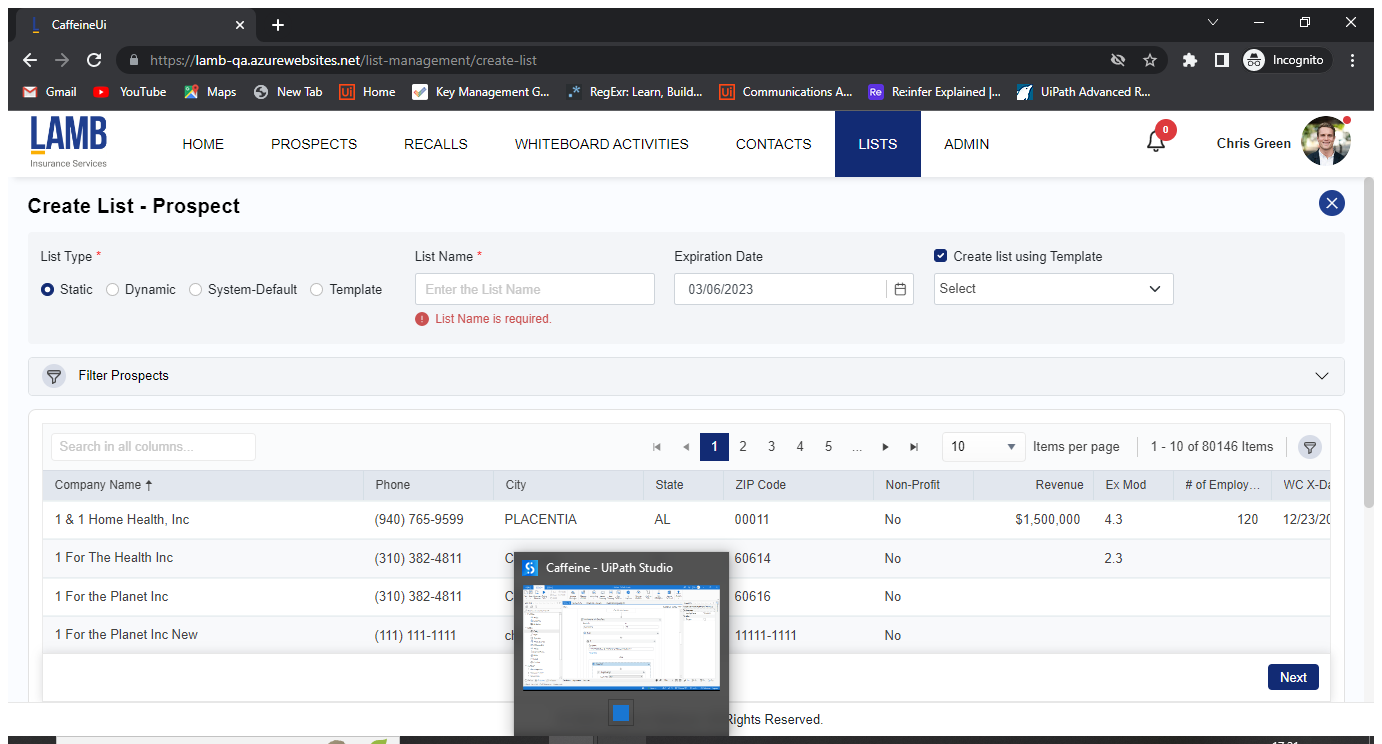 CaffeineUi
https://lamb-qa.azurewebsites.net/list-management/create-list
Incognito
Gmail YouTube Maps New Tab Home Key Management G... RegExr: Learn, Build... Communications A... Reinfer Explained |... UiPath Advanced R...
LAMB
Insurance Services
HOME PROSPECTS RECALLS WHITEBOARD ACTIVITIES CONTACTS LISTS ADMIN
0
Chris Green
Create List - Prospect
List Type * List Name * Expiration Date Create list using Template
Static Dynamic System-Default Template Enter the List Name 03/06/2023 Select
List Name is required.
Filter Prospects
Search in all columns... 1 2 3 4 5 ... 10 Items per page 1 - 10 of 80146 Items
Company Name Phone City State ZIP Code Non-Profit Revenue Ex Mod # of Employ... WC X-Da
1 & 1 Home Health, Inc (940) 765-9599 PLACENTIA AL 00011 No $1,500,000 4.3 120 12/23/20
1 For The Health Inc (310) 382-4811 C 60614 No 2.3
1 For the Planet Inc (310) 382-4811 C 60616 No
1 For the Planet Inc New (111) 111-1111 cl 11111-1111 No
Caffeine - UiPath Studio
Next
Rights Reserved.